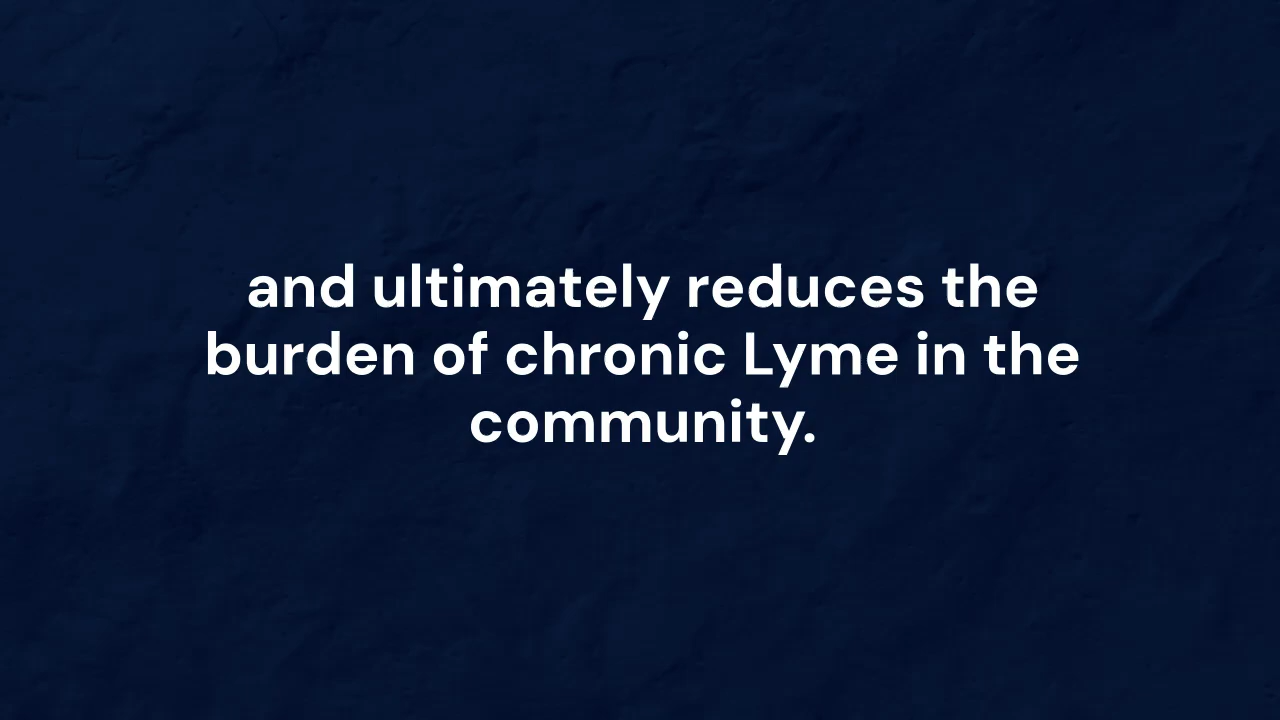 and ultimately reduces the
burden of chronic Lyme in the
community.